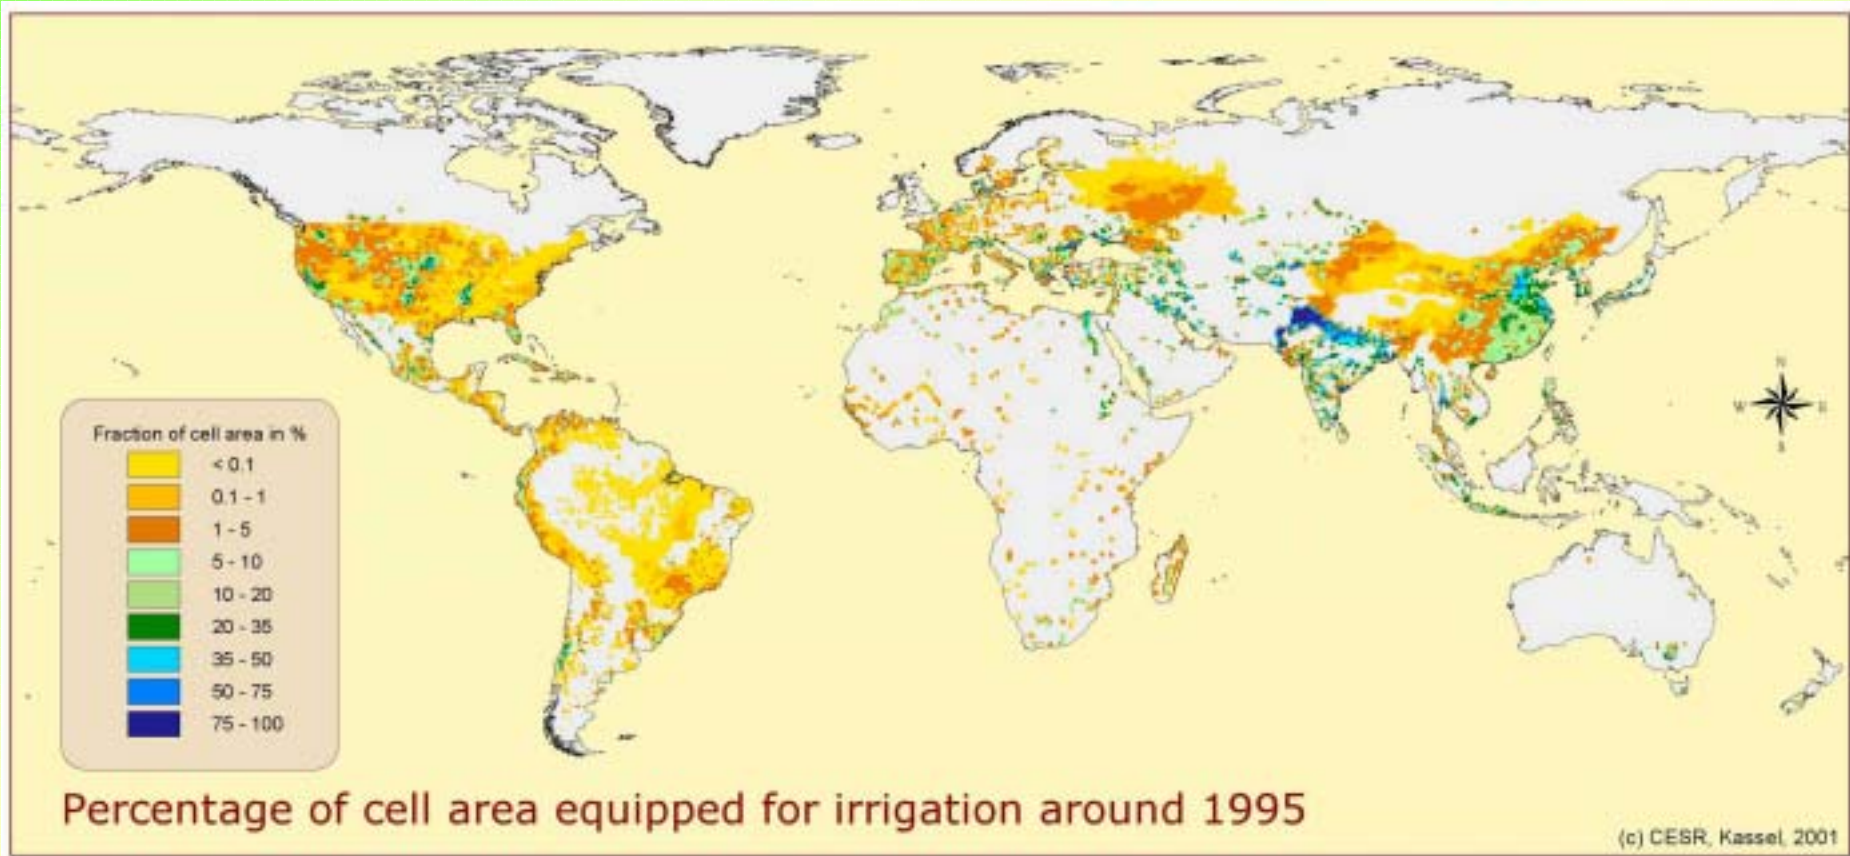 N
W E
S
Fraction of cell area in %
< 0.1
0.1 - 1
1 - 5
5 - 10
10 - 20
20 - 35
35 - 50
50 - 75
75 - 100
Percentage of cell area equipped for irrigation around 1995
(c) CESR, Kassel, 2001